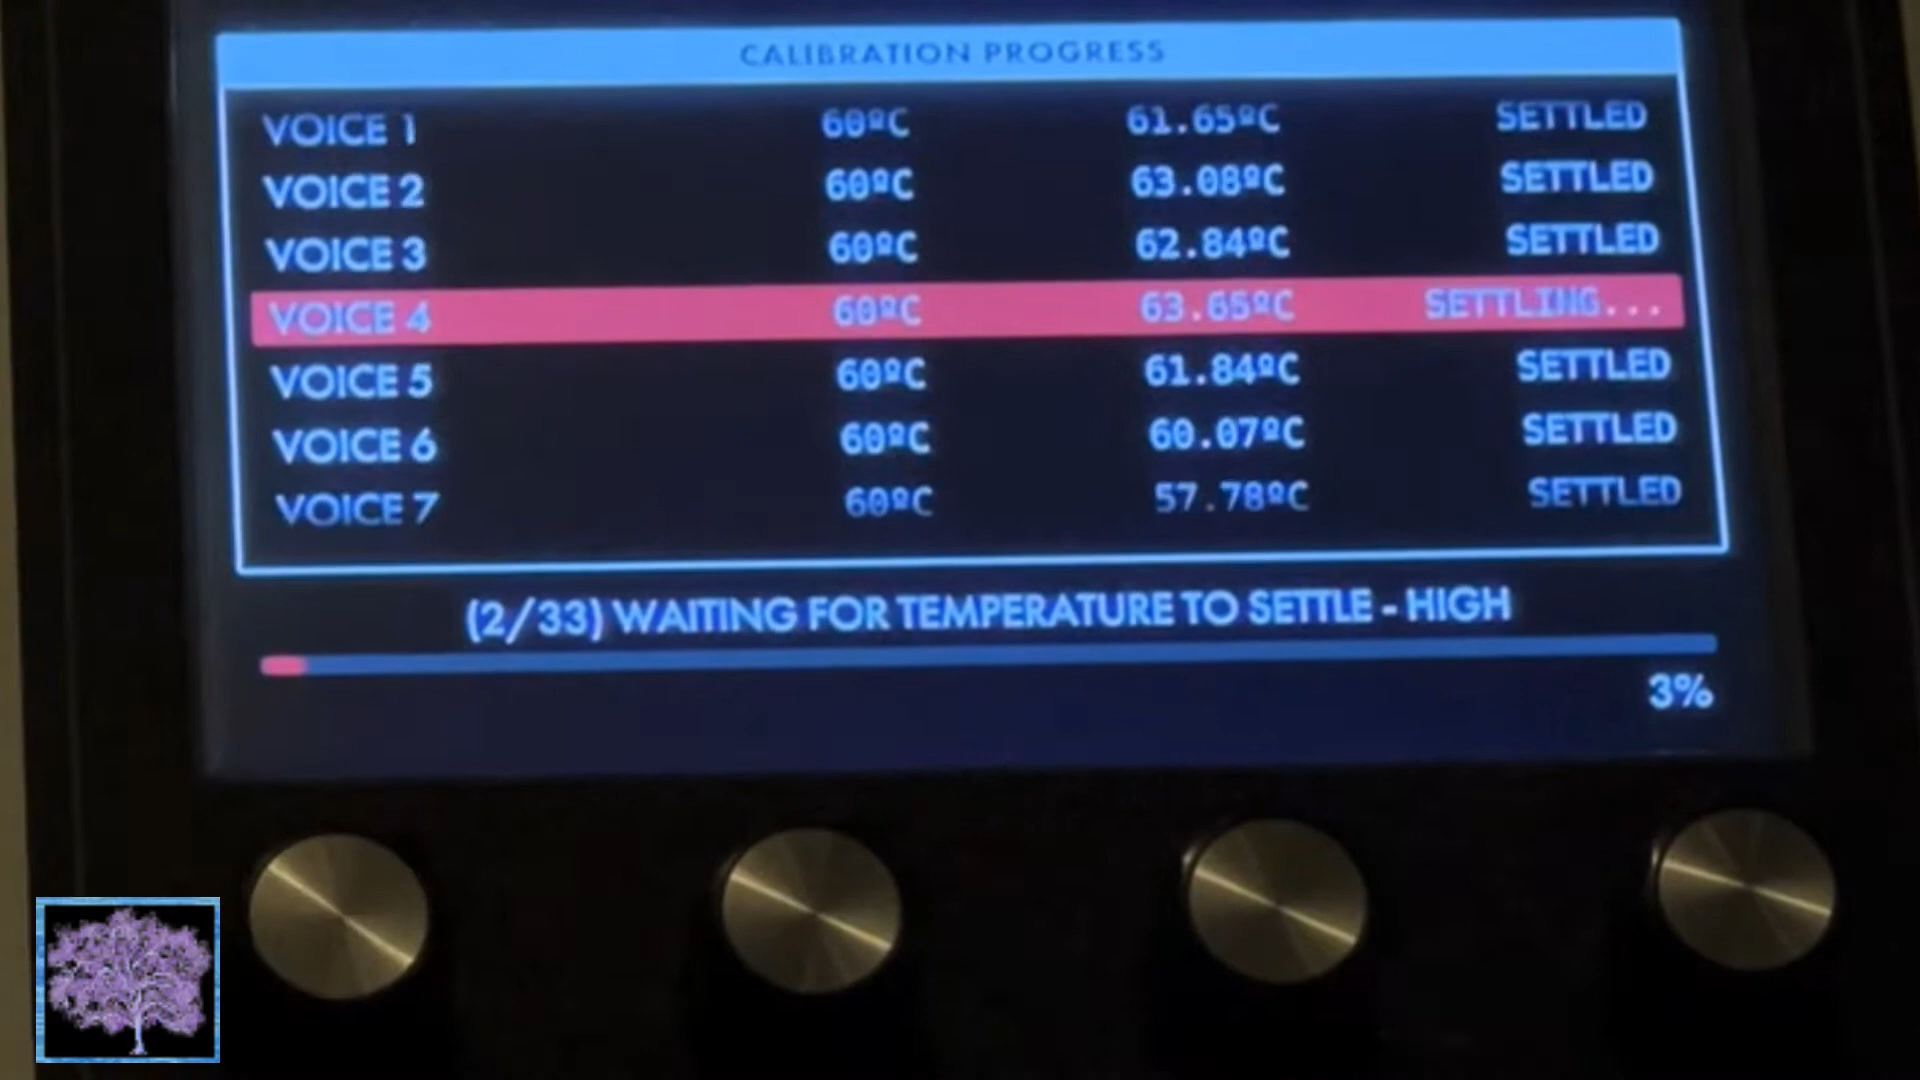 CALIBRATION PROGRESS
VOICE 1 60ºC 61.65ºC SETTLED
VOICE 2 60ºC 63.08ºC SETTLED
VOICE 3 60ºC 62.84ºC SETTLED
VOICE 4 60ºC 63.65ºC SETTLING...
VOICE 5 60ºC 61.84ºC SETTLED
VOICE 6 60ºC 60.07ºC SETTLED
VOICE 7 60ºC 57.78ºC SETTLED
(2/33) WAITING FOR TEMPERATURE TO SETTLE - HIGH
3%